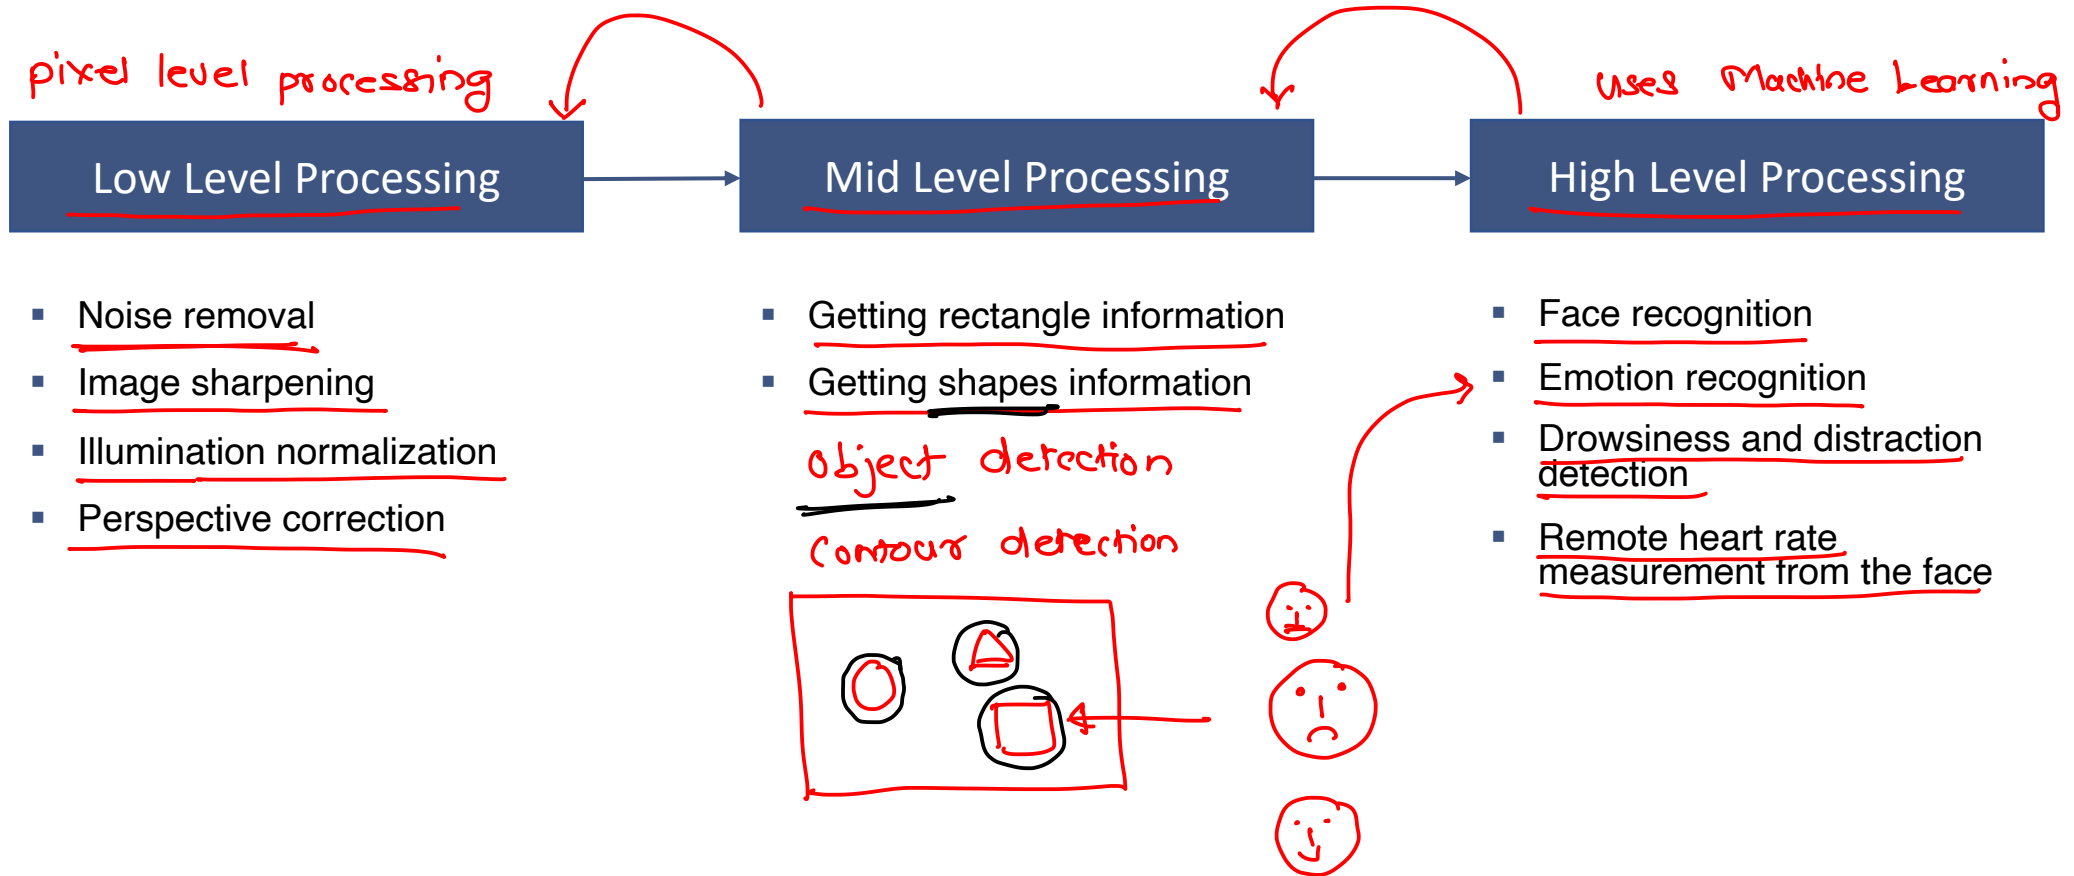 pixel level processing
uses Machine Learning
Low Level Processing
Mid Level Processing
High Level Processing
Noise removal
Image sharpening
Illumination normalization
Perspective correction
Getting rectangle information
Getting shapes information
object detection
contour detection
Face recognition
Emotion recognition
Drowsiness and distraction
detection
Remote heart rate
measurement from the face